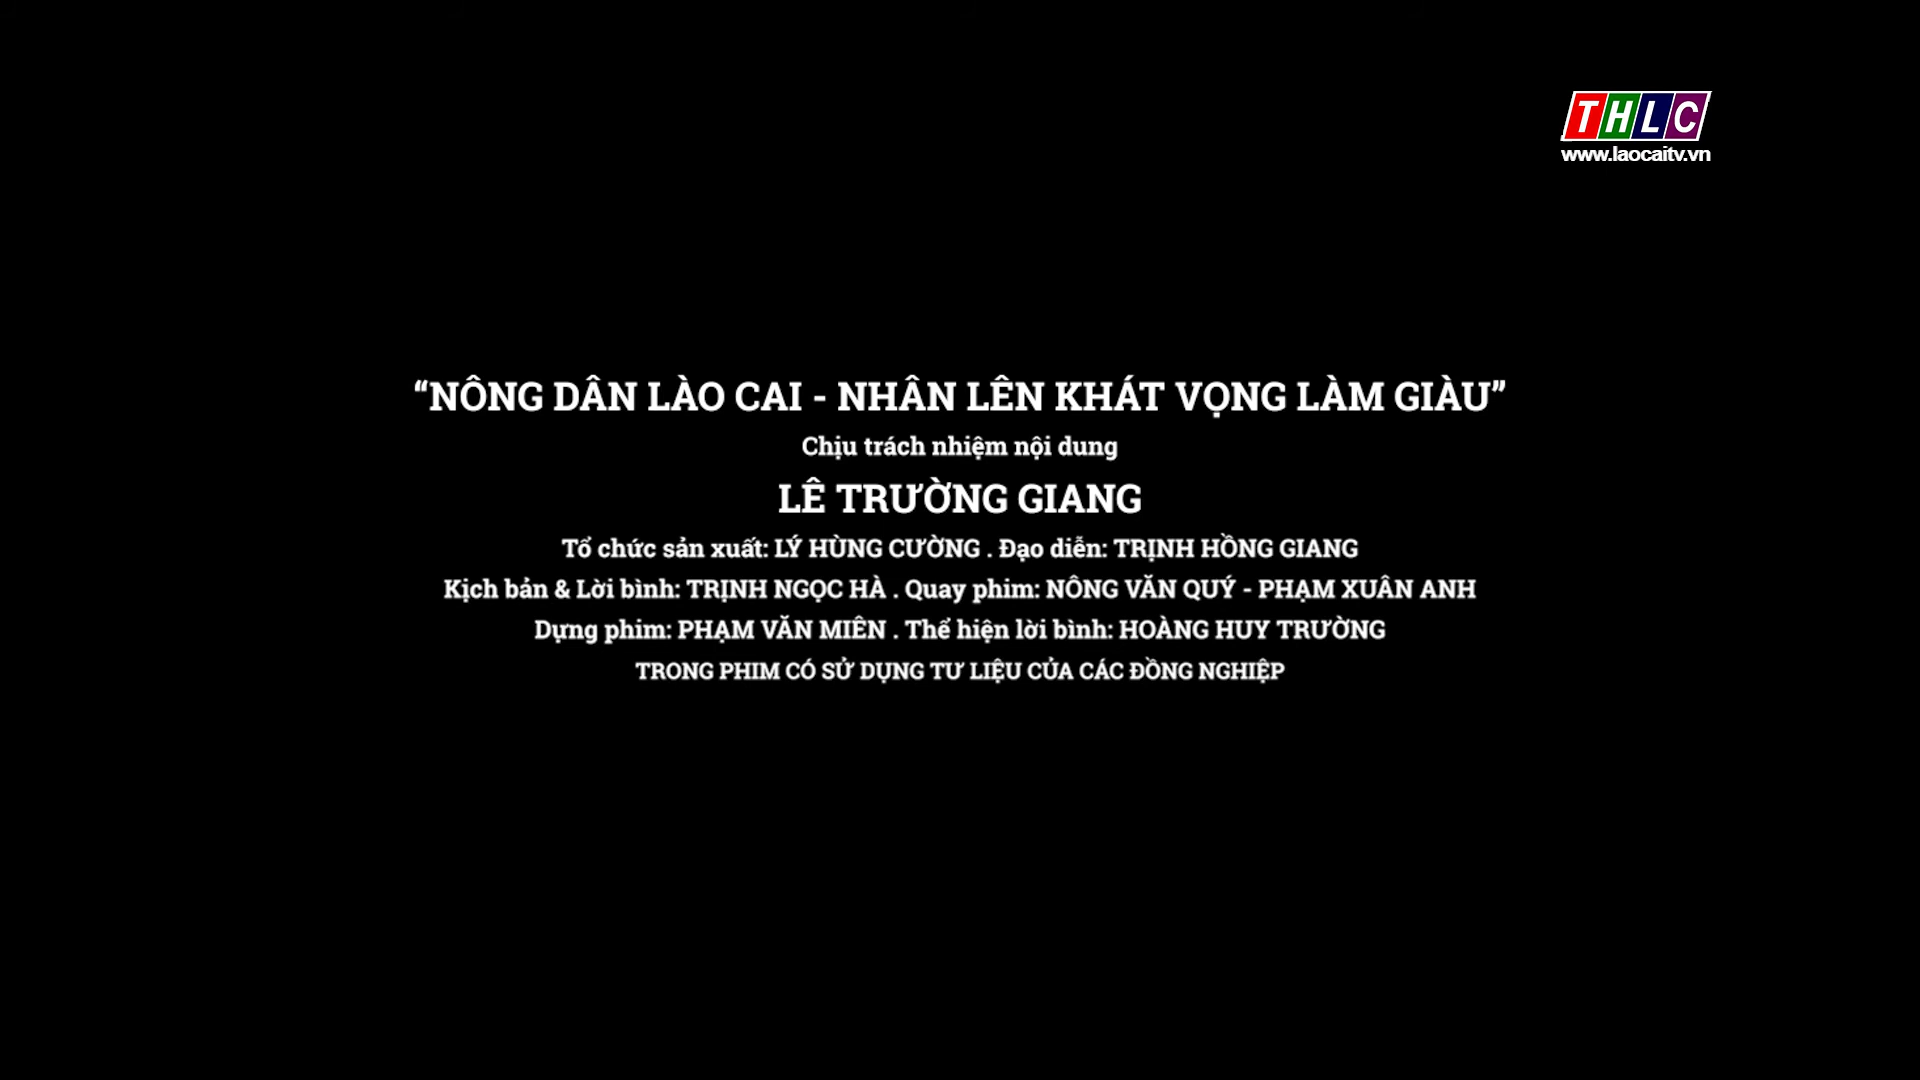 THLC
www.laocaitv.vn
“NÔNG DÂN LÀO CAI - NHÂN LÊN KHÁT VỌNG LÀM GIÀU”
Chịu trách nhiệm nội dung
LÊ TRƯỜNG GIANG
Tổ chức sản xuất: LÝ HÙNG CƯỜNG . Đạo diễn: TRỊNH HỒNG GIANG
Kịch bản & Lời bình: TRỊNH NGỌC HÀ . Quay phim: NÔNG VĂN QUÝ - PHẠM XUÂN ANH
Dựng phim: PHẠM VĂN MIÊN . Thể hiện lời bình: HOÀNG HUY TRƯỜNG
TRONG PHIM CÓ SỬ DỤNG TƯ LIỆU CỦA CÁC ĐỒNG NGHIỆP